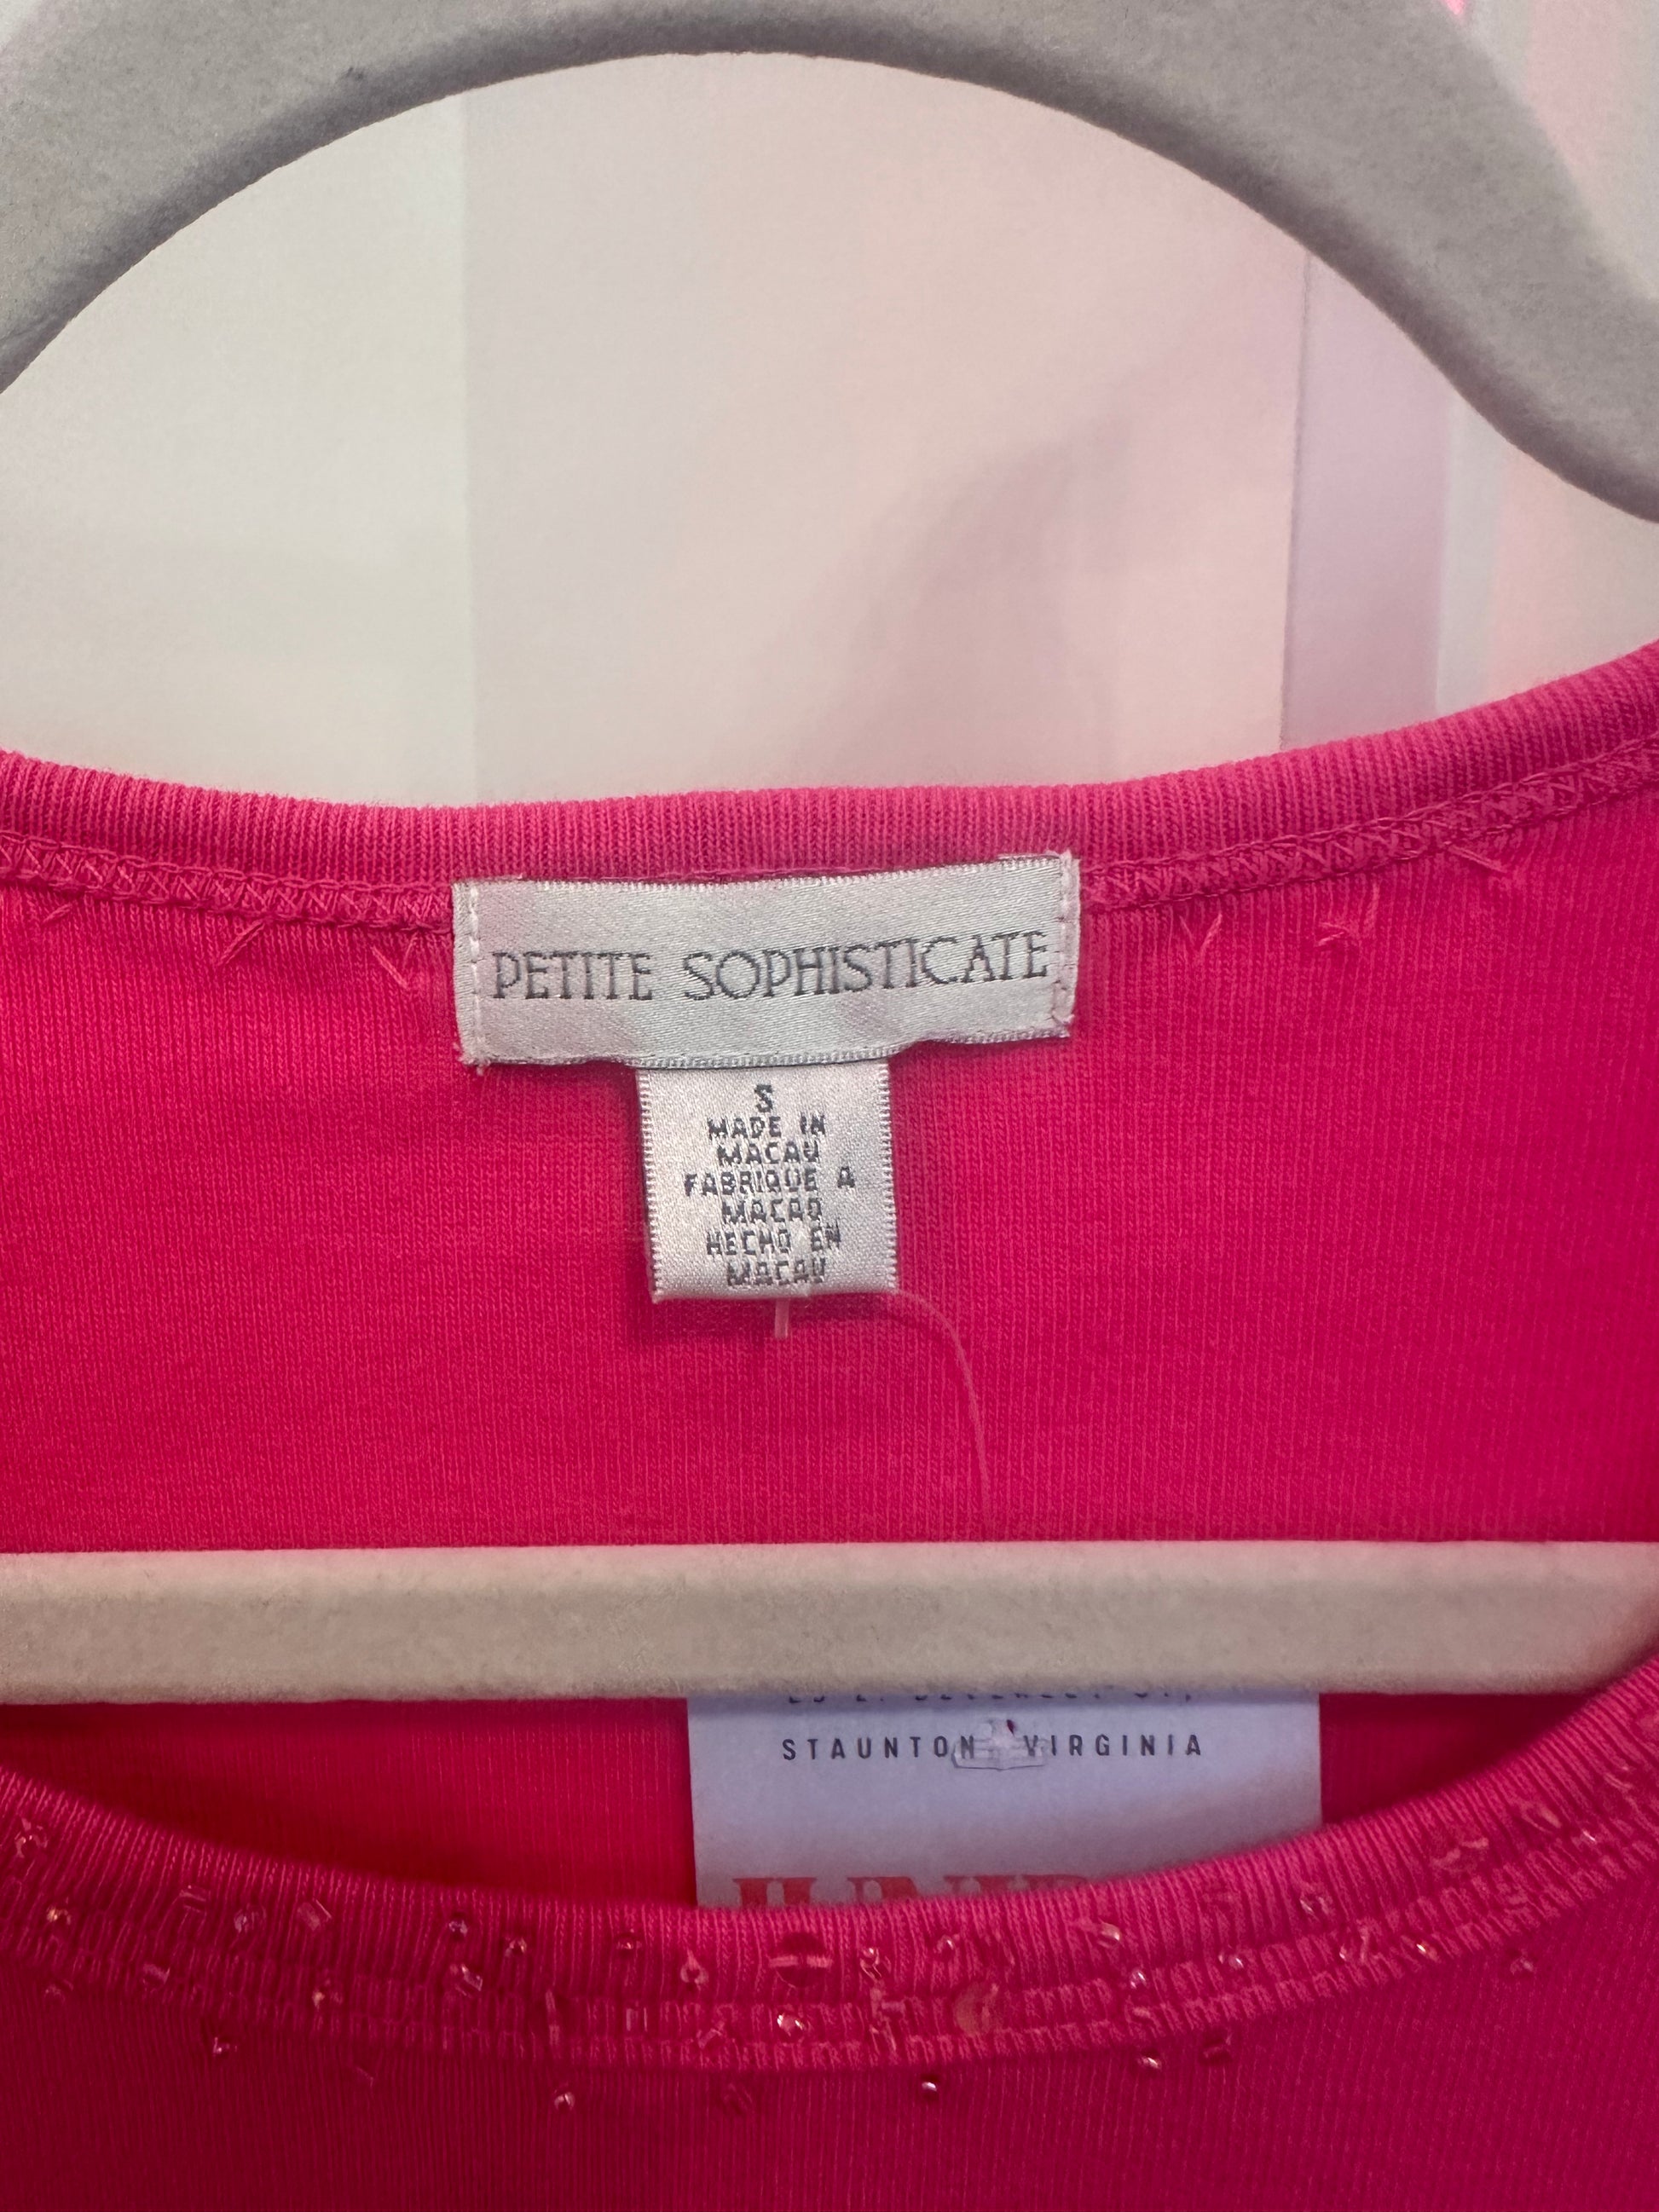 PETITE SOPHISTICATE
S
MADE IN
MACAU
FABRIQUE A
MACAO
HECHO EN
MACAU
STAUNTON VIRGINIA